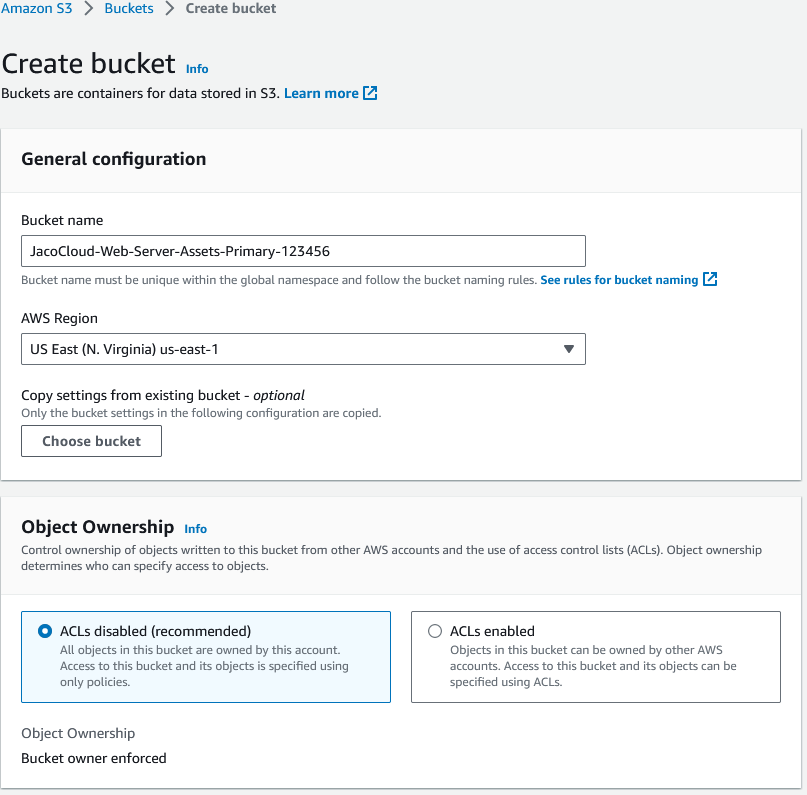 Amazon S3 > Buckets > Create bucket
Create bucket Info
Buckets are containers for data stored in S3. Learn more
General configuration
Bucket name
JacoCloud-Web-Server-Assets-Primary-123456
Bucket name must be unique within the global namespace and follow the bucket naming rules. See rules for bucket naming
AWS Region
US East (N. Virginia) us-east-1
Copy settings from existing bucket - optional
Only the bucket settings in the following configuration are copied.
Choose bucket
Object Ownership Info
Control ownership of objects written to this bucket from other AWS accounts and the use of access control lists (ACLs). Object ownership
determines who can specify access to objects.
ACLs disabled (recommended)
All objects in this bucket are owned by this account.
Access to this bucket and its objects is specified using
only policies.
ACLs enabled
Objects in this bucket can be owned by other AWS
accounts. Access to this bucket and its objects can be
specified using ACLs.
Object Ownership
Bucket owner enforced